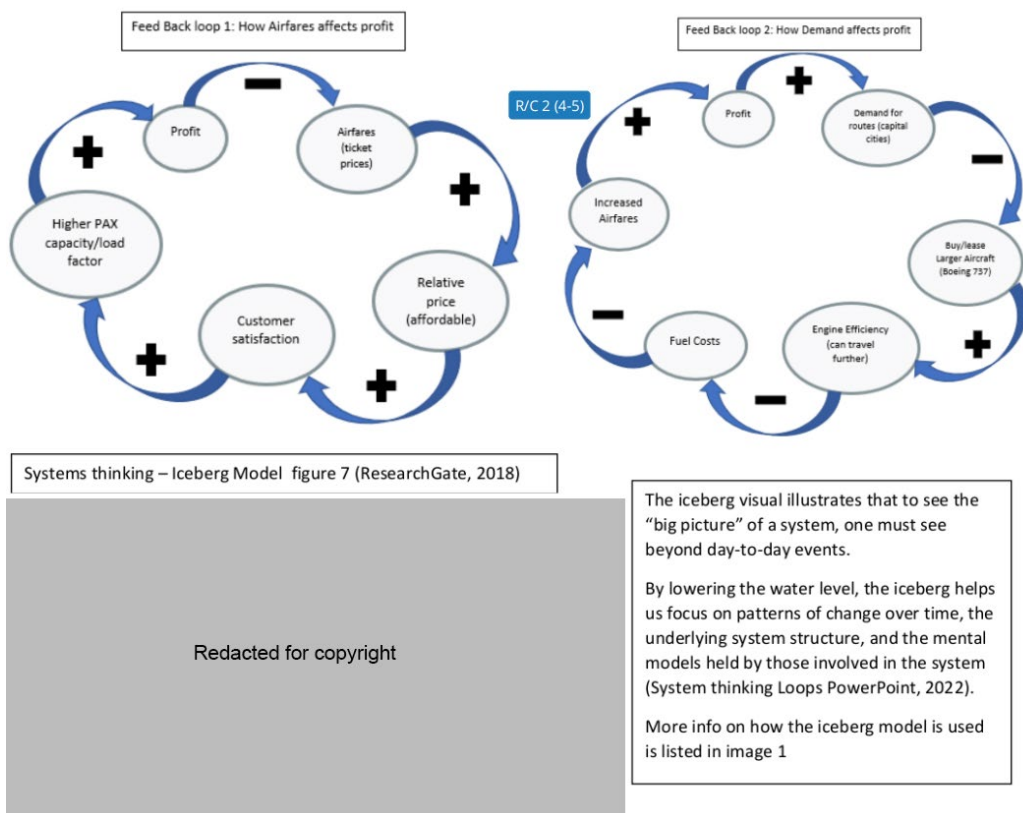 Feed Back loop 1: How Airfares affects profit
Profit
Airfares
(ticket
prices)
Relative
price
(affordable)
Customer
satisfaction
Higher PAX
capacity/load
factor
Feed Back loop 2: How Demand affects profit
R/C 2 (4-5)
Profit
Demand for
routes (capital
cities)
Buy/lease
Larger Aircraft
(Boeing 737)
Engine Efficiency
(can travel
further)
Fuel Costs
Increased
Airfares
Systems thinking – Iceberg Model figure 7 (ResearchGate, 2018)
Redacted for copyright
The iceberg visual illustrates that to see the
“big picture” of a system, one must see
beyond day-to-day events.
By lowering the water level, the iceberg helps
us focus on patterns of change over time, the
underlying system structure, and the mental
models held by those involved in the system
(System thinking Loops PowerPoint, 2022).
More info on how the iceberg model is used
is listed in image 1